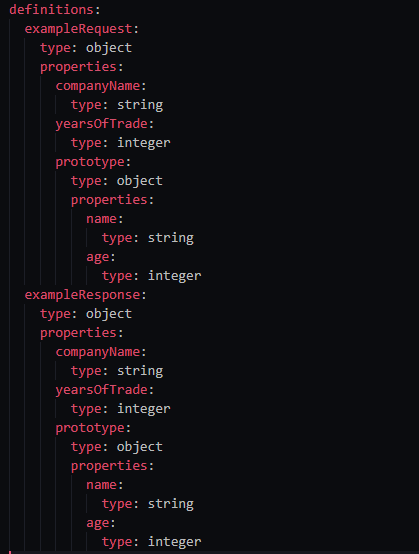 definitions:
  exampleRequest:
    type: object
    properties:
      companyName:
        type: string
      yearsOfTrade:
        type: integer
      prototype:
        type: object
        properties:
          name:
            type: string
          age:
            type: integer
  exampleResponse:
    type: object
    properties:
      companyName:
        type: string
      yearsOfTrade:
        type: integer
      prototype:
        type: object
        properties:
          name:
            type: string
          age:
            type: integer